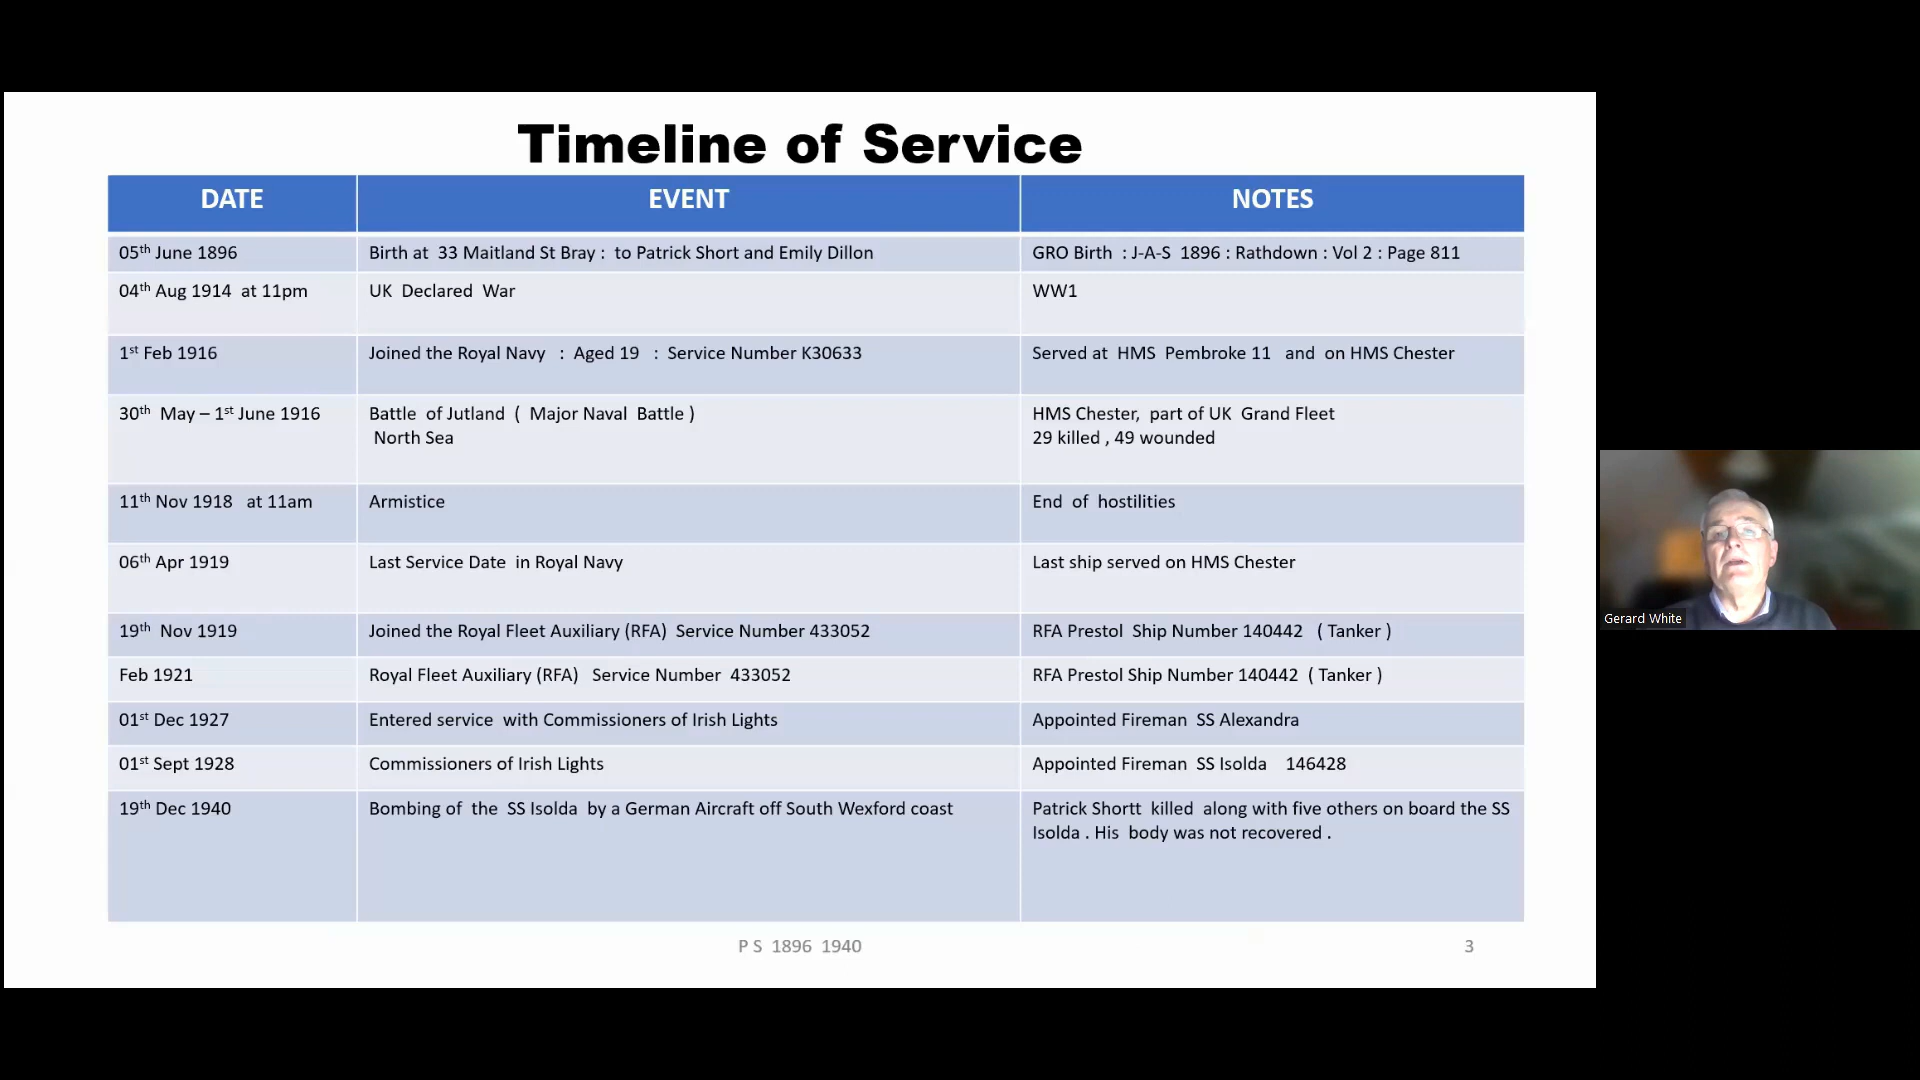 Timeline of Service
DATE EVENT NOTES
05th June 1896 Birth at 33 Maitland St Bray : to Patrick Short and Emily Dillon GRO Birth : J-A-S 1896 : Rathdown : Vol 2 : Page 811
04th Aug 1914 at 11pm UK Declared War WW1
1st Feb 1916 Joined the Royal Navy : Aged 19 : Service Number K30633 Served at HMS Pembroke 11 and on HMS Chester
30th May – 1st June 1916 Battle of Jutland ( Major Naval Battle ) HMS Chester, part of UK Grand Fleet
North Sea 29 killed , 49 wounded
11th Nov 1918 at 11am Armistice End of hostilities
06th Apr 1919 Last Service Date in Royal Navy Last ship served on HMS Chester
19th Nov 1919 Joined the Royal Fleet Auxiliary (RFA) Service Number 433052 RFA Prestol Ship Number 140442 ( Tanker )
Feb 1921 Royal Fleet Auxiliary (RFA) Service Number 433052 RFA Prestol Ship Number 140442 ( Tanker )
01st Dec 1927 Entered service with Commissioners of Irish Lights Appointed Fireman SS Alexandra
01st Sept 1928 Commissioners of Irish Lights Appointed Fireman SS Isolda 146428
19th Dec 1940 Bombing of the SS Isolda by a German Aircraft off South Wexford coast Patrick Shortt killed along with five others on board the SS
Isolda . His body was not recovered .
P S 1896 1940 3
Gerard White